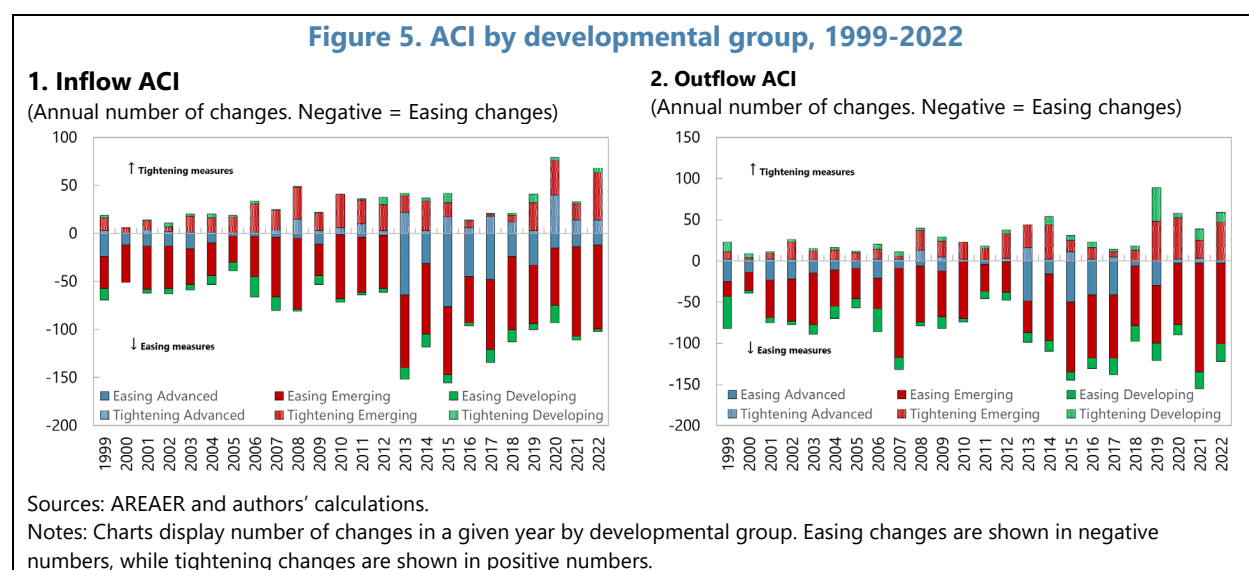 Figure 5. ACI by developmental group, 1999-2022
1. Inflow ACI
(Annual number of changes. Negative = Easing changes)
100
50
0
-50
-100
-150
-200
↑ Tightening measures
↓ Easing measures
Easing Advanced Easing Emerging Easing Developing
Tightening Advanced Tightening Emerging Tightening Developing
1999 2000 2001 2002 2003 2004 2005 2006 2007 2008 2009 2010 2011 2012 2013 2014 2015 2016 2017 2018 2019 2020 2021 2022
2. Outflow ACI
(Annual number of changes. Negative = Easing changes)
150
100
50
0
-50
-100
-150
-200
↑ Tightening measures
↓ Easing measures
Easing Advanced Easing Emerging Easing Developing
Tightening Advanced Tightening Emerging Tightening Developing
1999 2000 2001 2002 2003 2004 2005 2006 2007 2008 2009 2010 2011 2012 2013 2014 2015 2016 2017 2018 2019 2020 2021 2022
Sources: AREAER and authors’ calculations.
Notes: Charts display number of changes in a given year by developmental group. Easing changes are shown in negative
numbers, while tightening changes are shown in positive numbers.